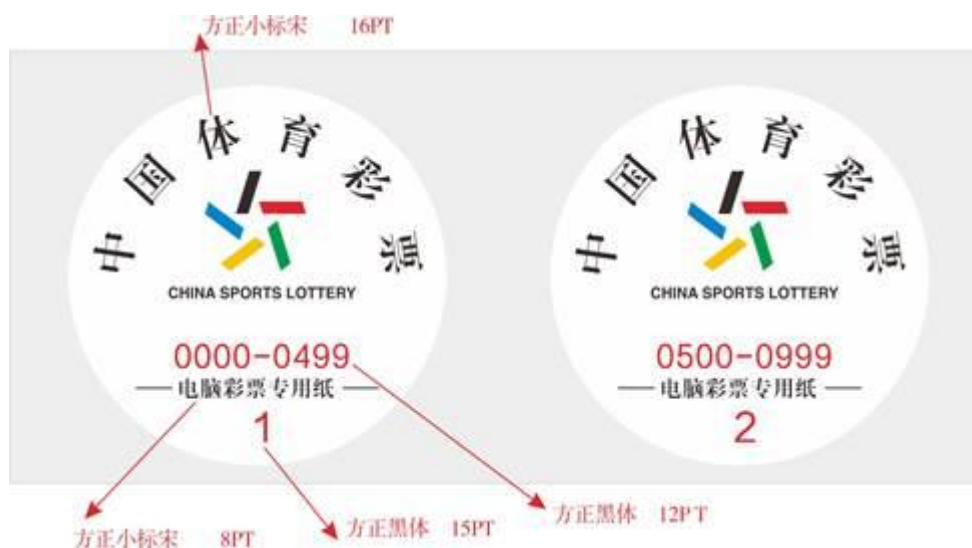 方正小标宋 16PT
中国体育彩票
CHINA SPORTS LOTTERY
0000-0499
电脑彩票专用纸
1
中国体育彩票
CHINA SPORTS LOTTERY
0500-0999
电脑彩票专用纸
2
方正小标宋 8PT
方正黑体 15PT
方正黑体 12PT